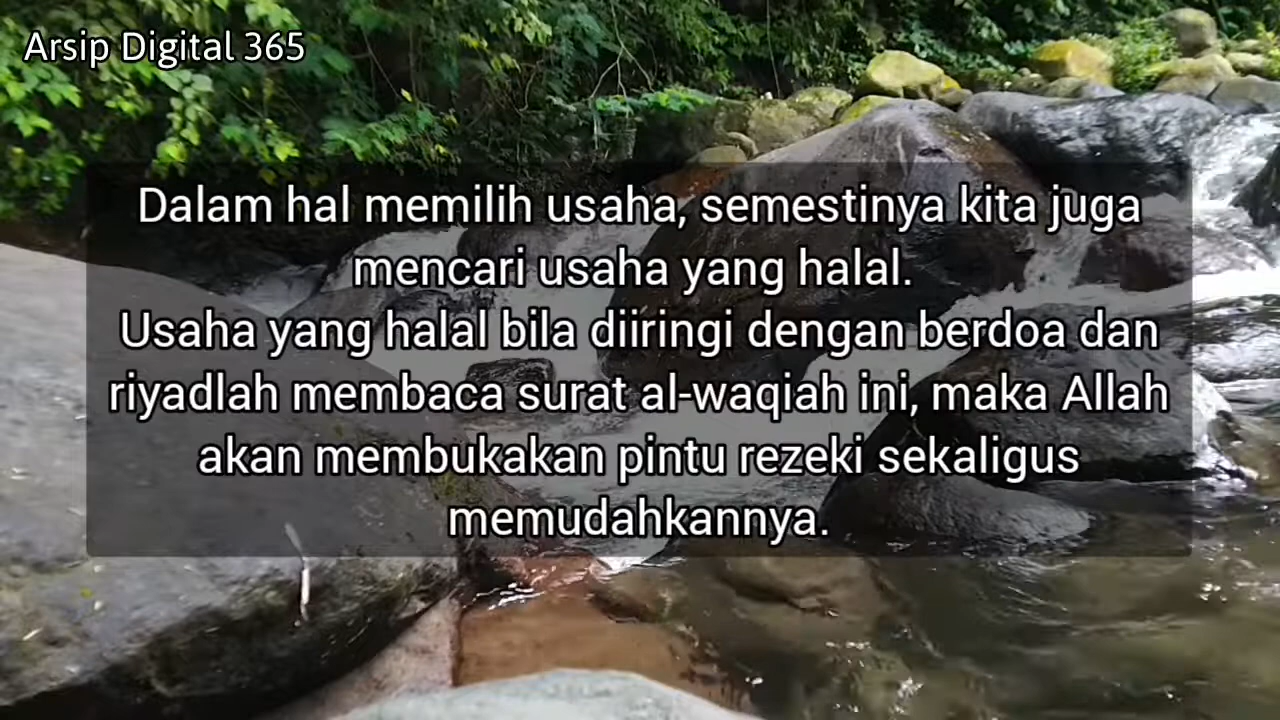 Arsip Digital 365
Dalam hal memilih usaha, semestinya kita juga
mencari usaha yang halal.
Usaha yang halal bila diiringi dengan berdoa dan
riyadlah membaca surat al-waqiah ini, maka Allah
akan membukakan pintu rezeki sekaligus
memudahkannya.